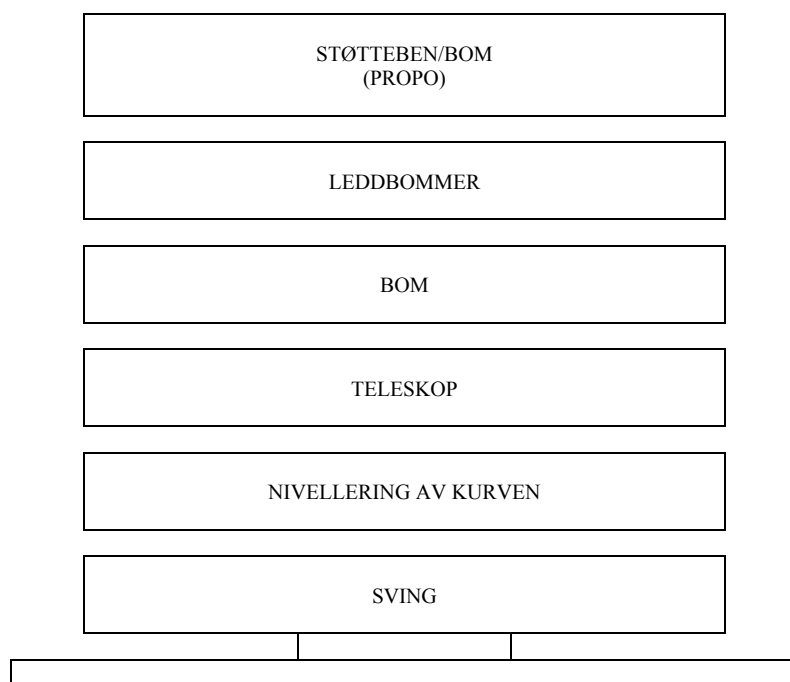 STØTTEBEN/BOM
(PROPO)
LEDDBOMMER
BOM
TELESKOP
NIVELLERING AV KURVEN
SVING